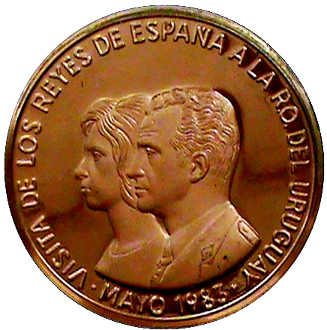 VISITA DE LOS REYES DE ESPAÑA A LA RO. DEL URUGUAY
· MAYO 1983 ·